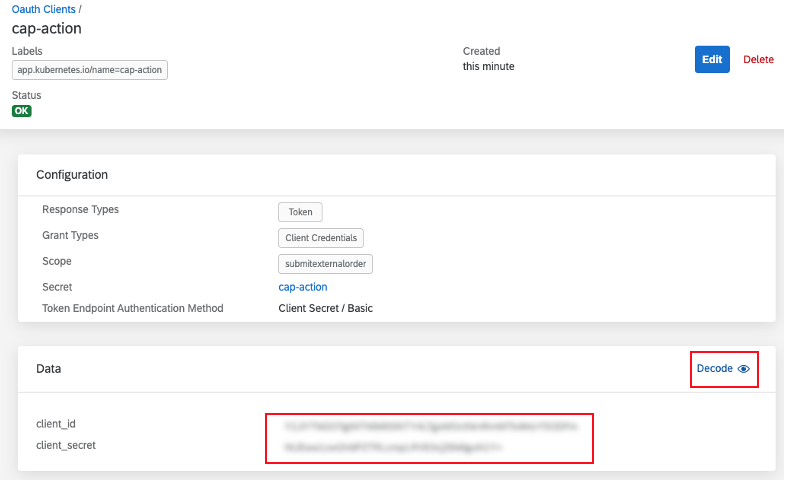 Oauth Clients /
cap-action
Labels
app.kubernetes.io/name=cap-action
Created
this minute
Edit
Delete
Status
OK
Configuration
Response Types Token
Grant Types Client Credentials
Scope submitexternalorder
Secret cap-action
Token Endpoint Authentication Method Client Secret / Basic
Data Decode
client_id
client_secret